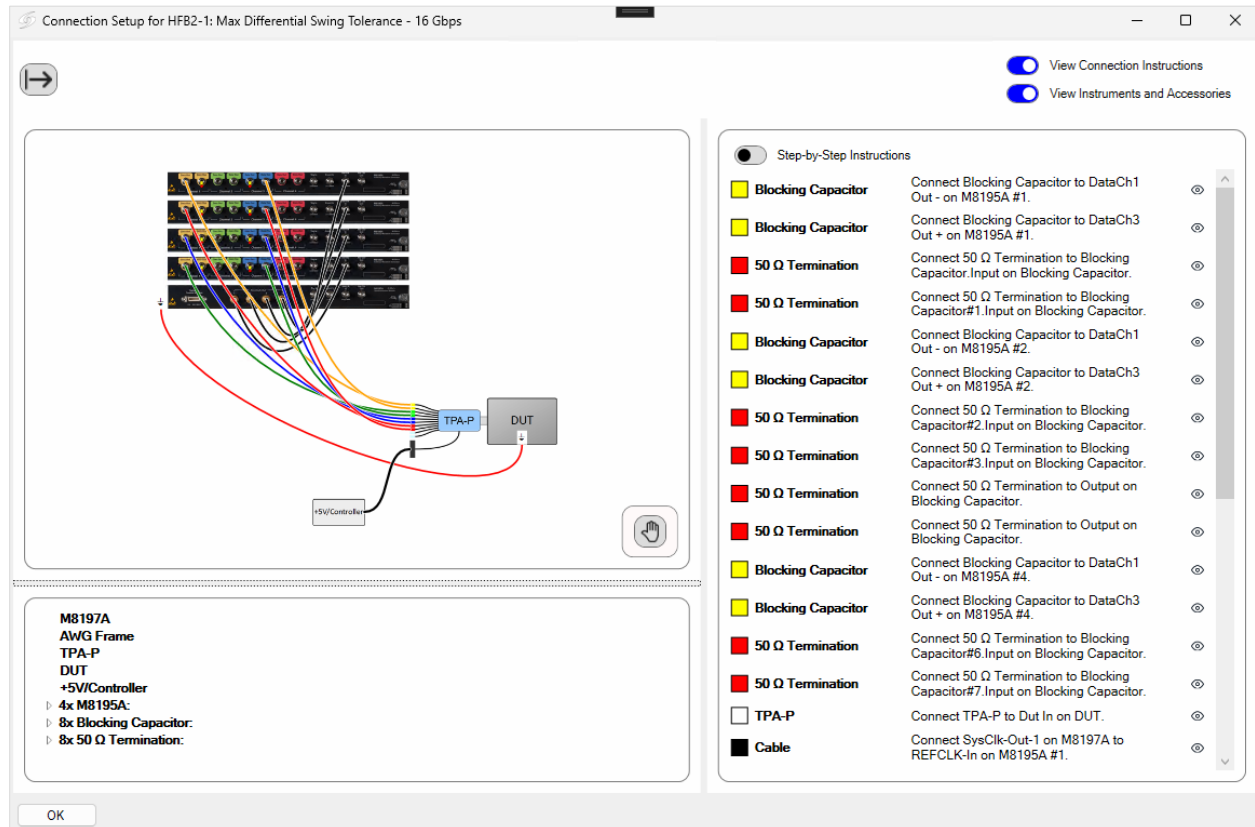 Connection Setup for HFB2-1: Max Differential Swing Tolerance - 16 Gbps
View Connection Instructions
View Instruments and Accessories
TPA-P
DUT
+5V/Controller
M8197A
AWG Frame
TPA-P
DUT
+5V/Controller
4x M8195A:
8x Blocking Capacitor:
8x 50 Ω Termination:
Step-by-Step Instructions
Blocking Capacitor
Connect Blocking Capacitor to DataCh1
Out - on M8195A #1.
Blocking Capacitor
Connect Blocking Capacitor to DataCh3
Out + on M8195A #1.
50 Ω Termination
Connect 50 Ω Termination to Blocking
Capacitor.Input on Blocking Capacitor.
50 Ω Termination
Connect 50 Ω Termination to Blocking
Capacitor#1.Input on Blocking Capacitor.
Blocking Capacitor
Connect Blocking Capacitor to DataCh1
Out - on M8195A #2.
Blocking Capacitor
Connect Blocking Capacitor to DataCh3
Out + on M8195A #2.
50 Ω Termination
Connect 50 Ω Termination to Blocking
Capacitor#2.Input on Blocking Capacitor.
50 Ω Termination
Connect 50 Ω Termination to Blocking
Capacitor#3.Input on Blocking Capacitor.
50 Ω Termination
Connect 50 Ω Termination to Output on
Blocking Capacitor.
50 Ω Termination
Connect 50 Ω Termination to Output on
Blocking Capacitor.
Blocking Capacitor
Connect Blocking Capacitor to DataCh1
Out - on M8195A #4.
Blocking Capacitor
Connect Blocking Capacitor to DataCh3
Out + on M8195A #4.
50 Ω Termination
Connect 50 Ω Termination to Blocking
Capacitor#6.Input on Blocking Capacitor.
50 Ω Termination
Connect 50 Ω Termination to Blocking
Capacitor#7.Input on Blocking Capacitor.
TPA-P
Connect TPA-P to Dut In on DUT.
Cable
Connect SysClk-Out-1 on M8197A to
REFCLK-In on M8195A #1.
OK